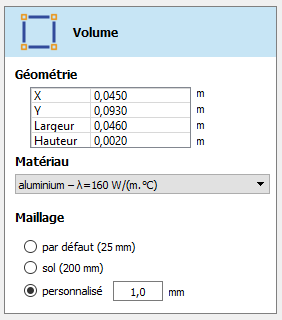 Volume
Géométrie
X 0,0450 m
Y 0,0930 m
Largeur 0,0460 m
Hauteur 0,0020 m
Matériau
aluminium – λ=160 W/(m.°C)
Maillage
par défaut (25 mm)
sol (200 mm)
personnalisé 1,0 mm